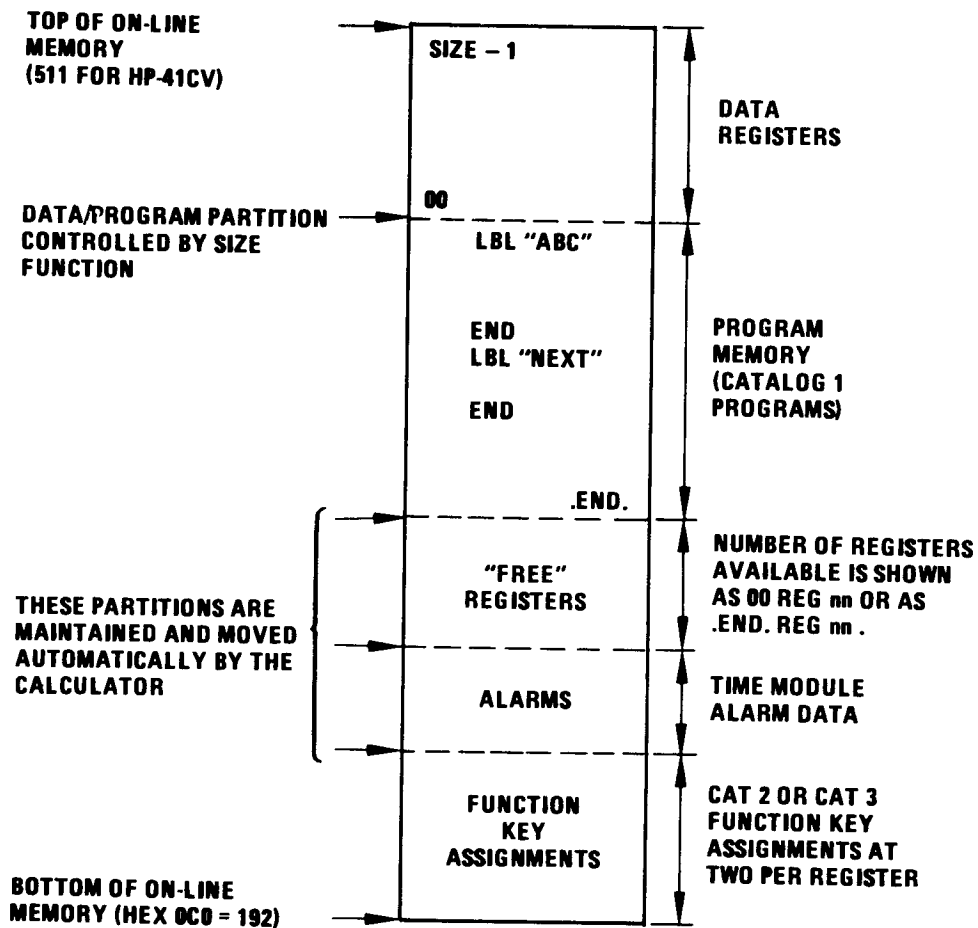 TOP OF ON-LINE
MEMORY
(511 FOR HP-41CV)
SIZE – 1
DATA
REGISTERS
00
DATA/PROGRAM PARTITION
CONTROLLED BY SIZE
FUNCTION
LBL "ABC"
END
LBL "NEXT"
END
.END.
PROGRAM
MEMORY
(CATALOG 1
PROGRAMS)
THESE PARTITIONS ARE
MAINTAINED AND MOVED
AUTOMATICALLY BY THE
CALCULATOR
"FREE"
REGISTERS
NUMBER OF REGISTERS
AVAILABLE IS SHOWN
AS 00 REG nn OR AS
.END. REG nn .
ALARMS
TIME MODULE
ALARM DATA
FUNCTION
KEY
ASSIGNMENTS
CAT 2 OR CAT 3
FUNCTION KEY
ASSIGNMENTS AT
TWO PER REGISTER
BOTTOM OF ON-LINE
MEMORY (HEX 0C0 = 192)